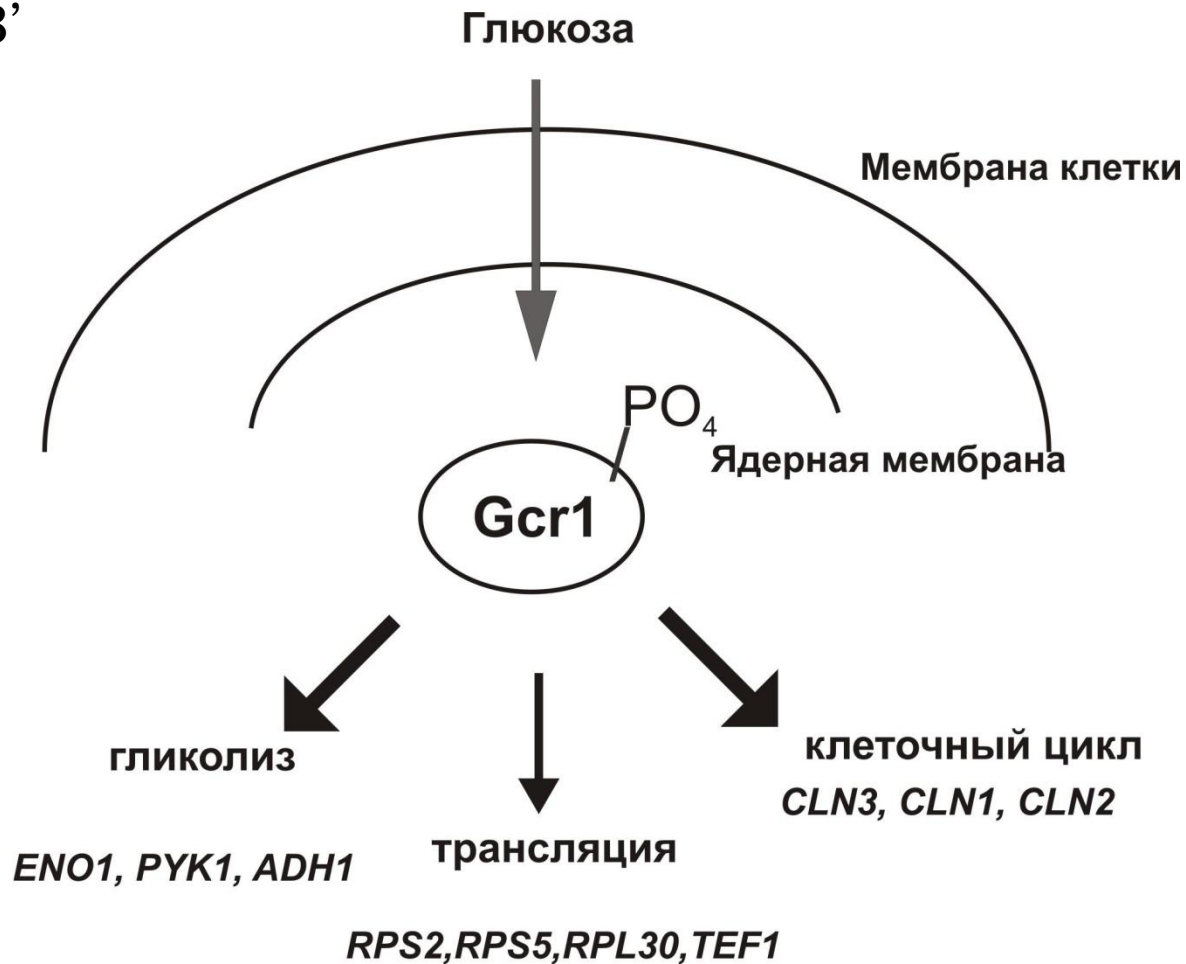 3’
Глюкоза
Мембрана клетки
PO4
Ядерная мембрана
Gcr1
гликолиз
клеточный цикл
CLN3, CLN1, CLN2
трансляция
ENO1, PYK1, ADH1
RPS2,RPS5,RPL30,TEF1